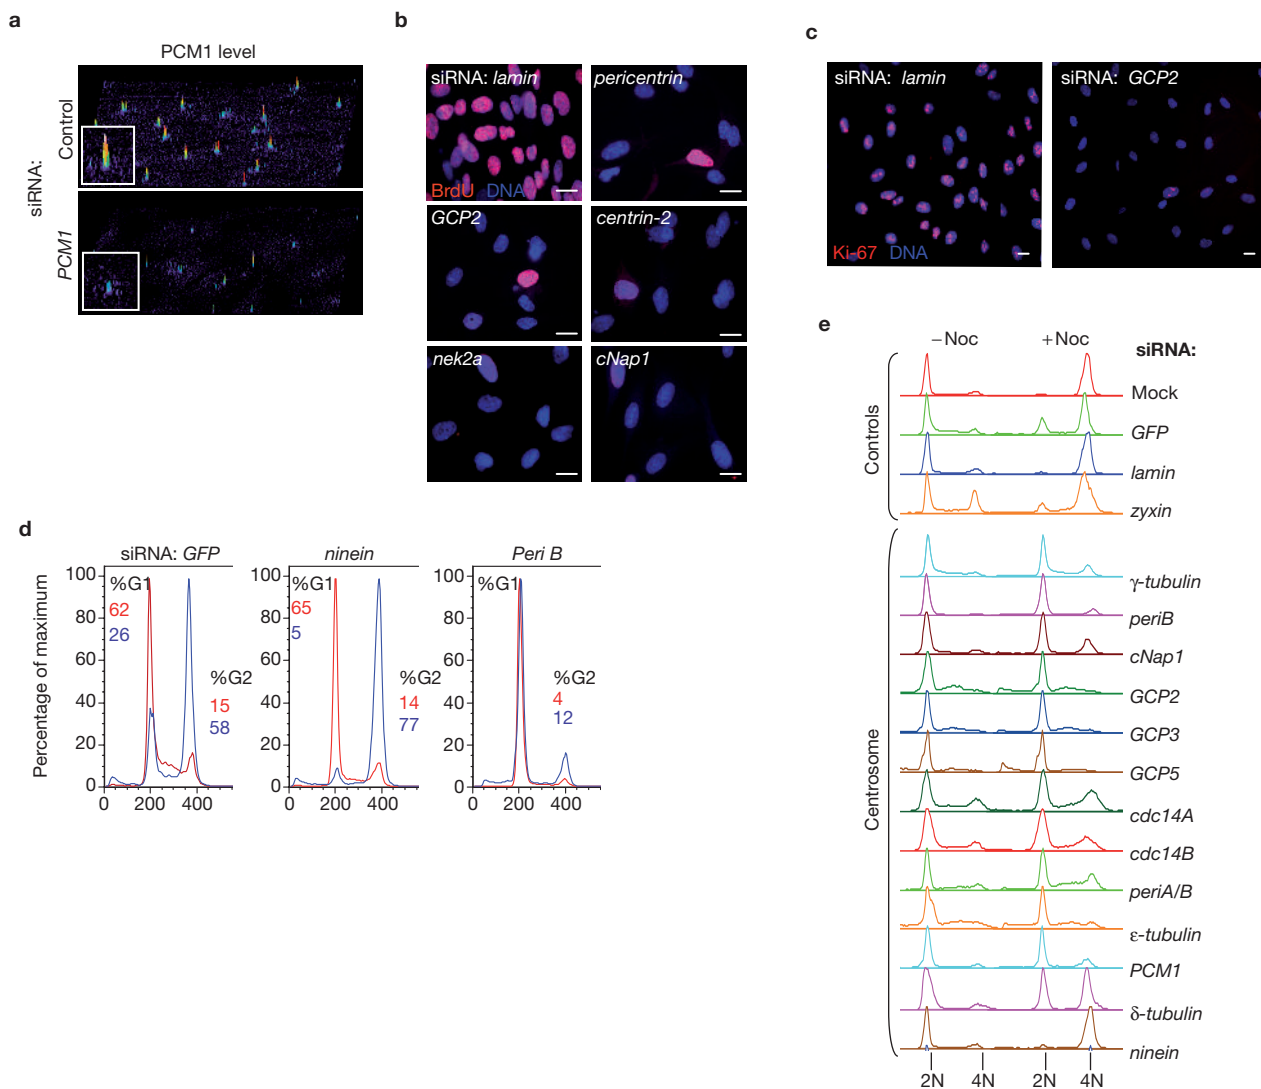 a
PCM1 level
siRNA:
Control
PCM1
b
siRNA: lamin
pericentrin
BrdU DNA
GCP2
centrin-2
nek2a
cNap1
c
siRNA: lamin
siRNA: GCP2
Ki-67 DNA
d
siRNA: GFP
ninein
Peri B
Percentage of maximum
100
80
60
40
20
0
%G1
62
26
%G2
15
58
0 200 400
100
80
60
40
20
0
%G1
65
5
%G2
14
77
0 200 400
100
80
60
40
20
0
%G1
%G2
4
12
0 200 400
e
–Noc
+Noc
siRNA:
Controls
Mock
GFP
lamin
zyxin
Centrosome
γ-tubulin
periB
cNap1
GCP2
GCP3
GCP5
cdc14A
cdc14B
periA/B
ε-tubulin
PCM1
δ-tubulin
ninein
2N 4N 2N 4N